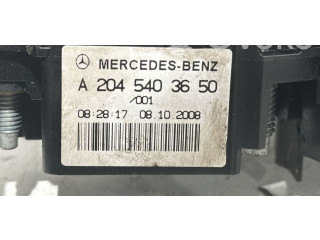 MERCEDES-BENZ
A 204 540 36 50
/001
08:28:17 08.10.2008